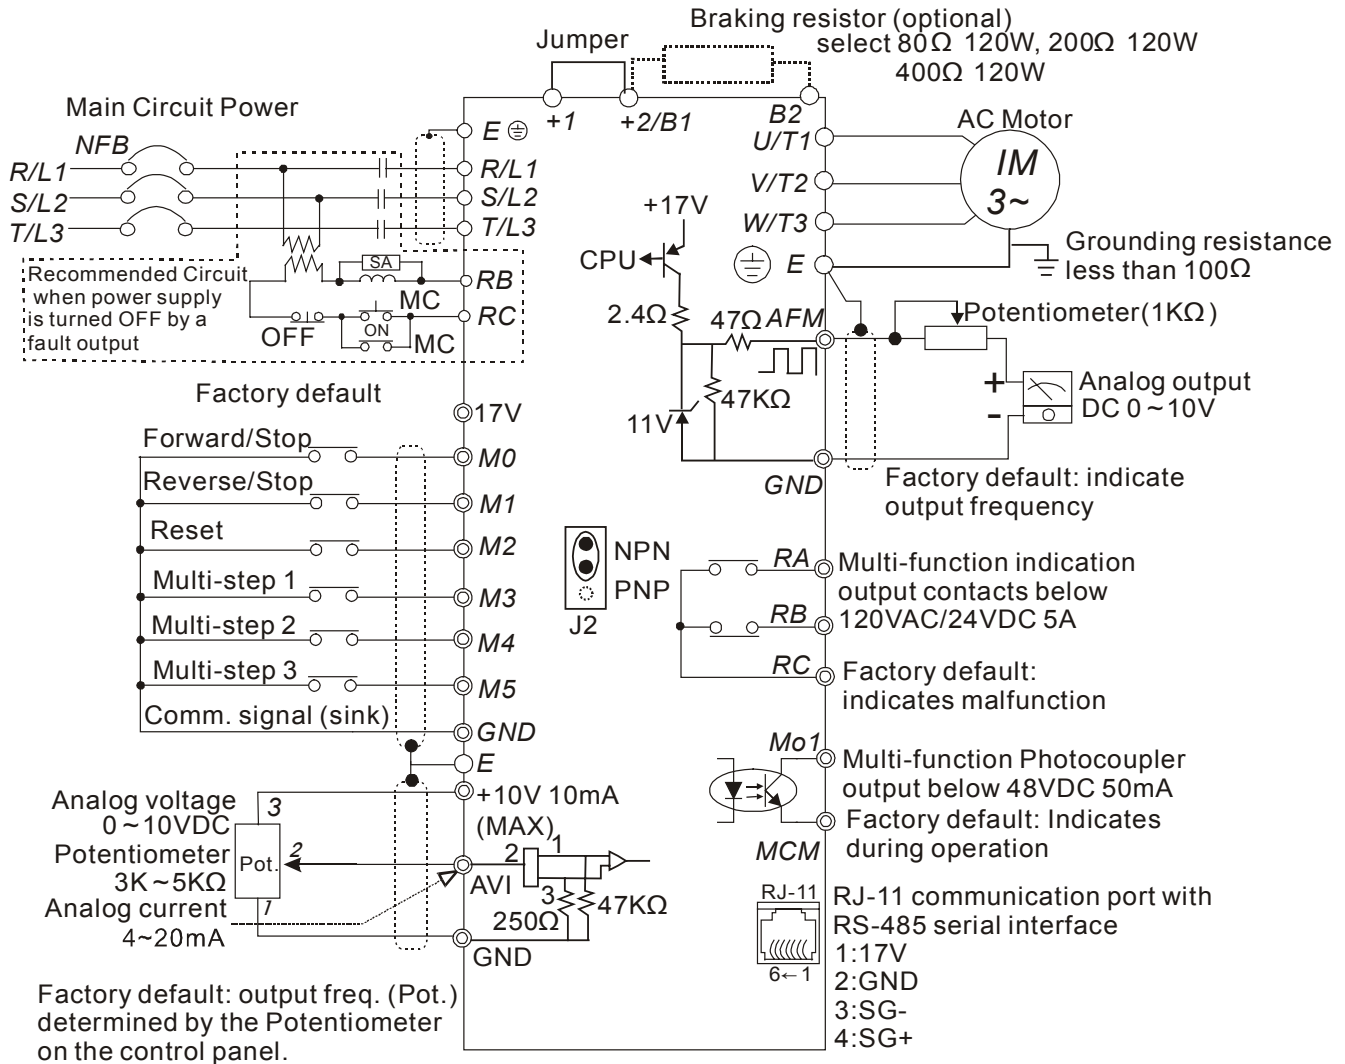 Braking resistor (optional)
select 80Ω 120W, 200Ω 120W
400Ω 120W
Jumper
+1
+2/B1
B2
Main Circuit Power
NFB
R/L1
S/L2
T/L3
E
R/L1
S/L2
T/L3
Recommended Circuit
when power supply
is turned OFF by a
fault output
SA
MC
OFF
ON
MC
RB
RC
U/T1
V/T2
W/T3
E
AC Motor
IM
3~
Grounding resistance
less than 100Ω
+17V
CPU
2.4Ω
47Ω
AFM
47KΩ
11V
GND
Potentiometer(1KΩ)
+
-
Analog output
DC 0~10V
Factory default: indicate
output frequency
Factory default
17V
Forward/Stop
M0
Reverse/Stop
M1
Reset
M2
Multi-step 1
M3
Multi-step 2
M4
Multi-step 3
M5
Comm. signal (sink)
GND
E
NPN
PNP
J2
RA
RB
RC
Multi-function indication
output contacts below
120VAC/24VDC 5A
Factory default:
indicates malfunction
Mo1
MCM
Multi-function Photocoupler
output below 48VDC 50mA
Factory default: Indicates
during operation
Analog voltage
0~10VDC
Potentiometer
3K~5KΩ
Analog current
4~20mA
3
Pot.
2
1
+10V 10mA
(MAX)
AVI
2
1
3
250Ω
47KΩ
GND
RJ-11
6←1
RJ-11 communication port with
RS-485 serial interface
1:17V
2:GND
3:SG-
4:SG+
Factory default: output freq. (Pot.)
determined by the Potentiometer
on the control panel.